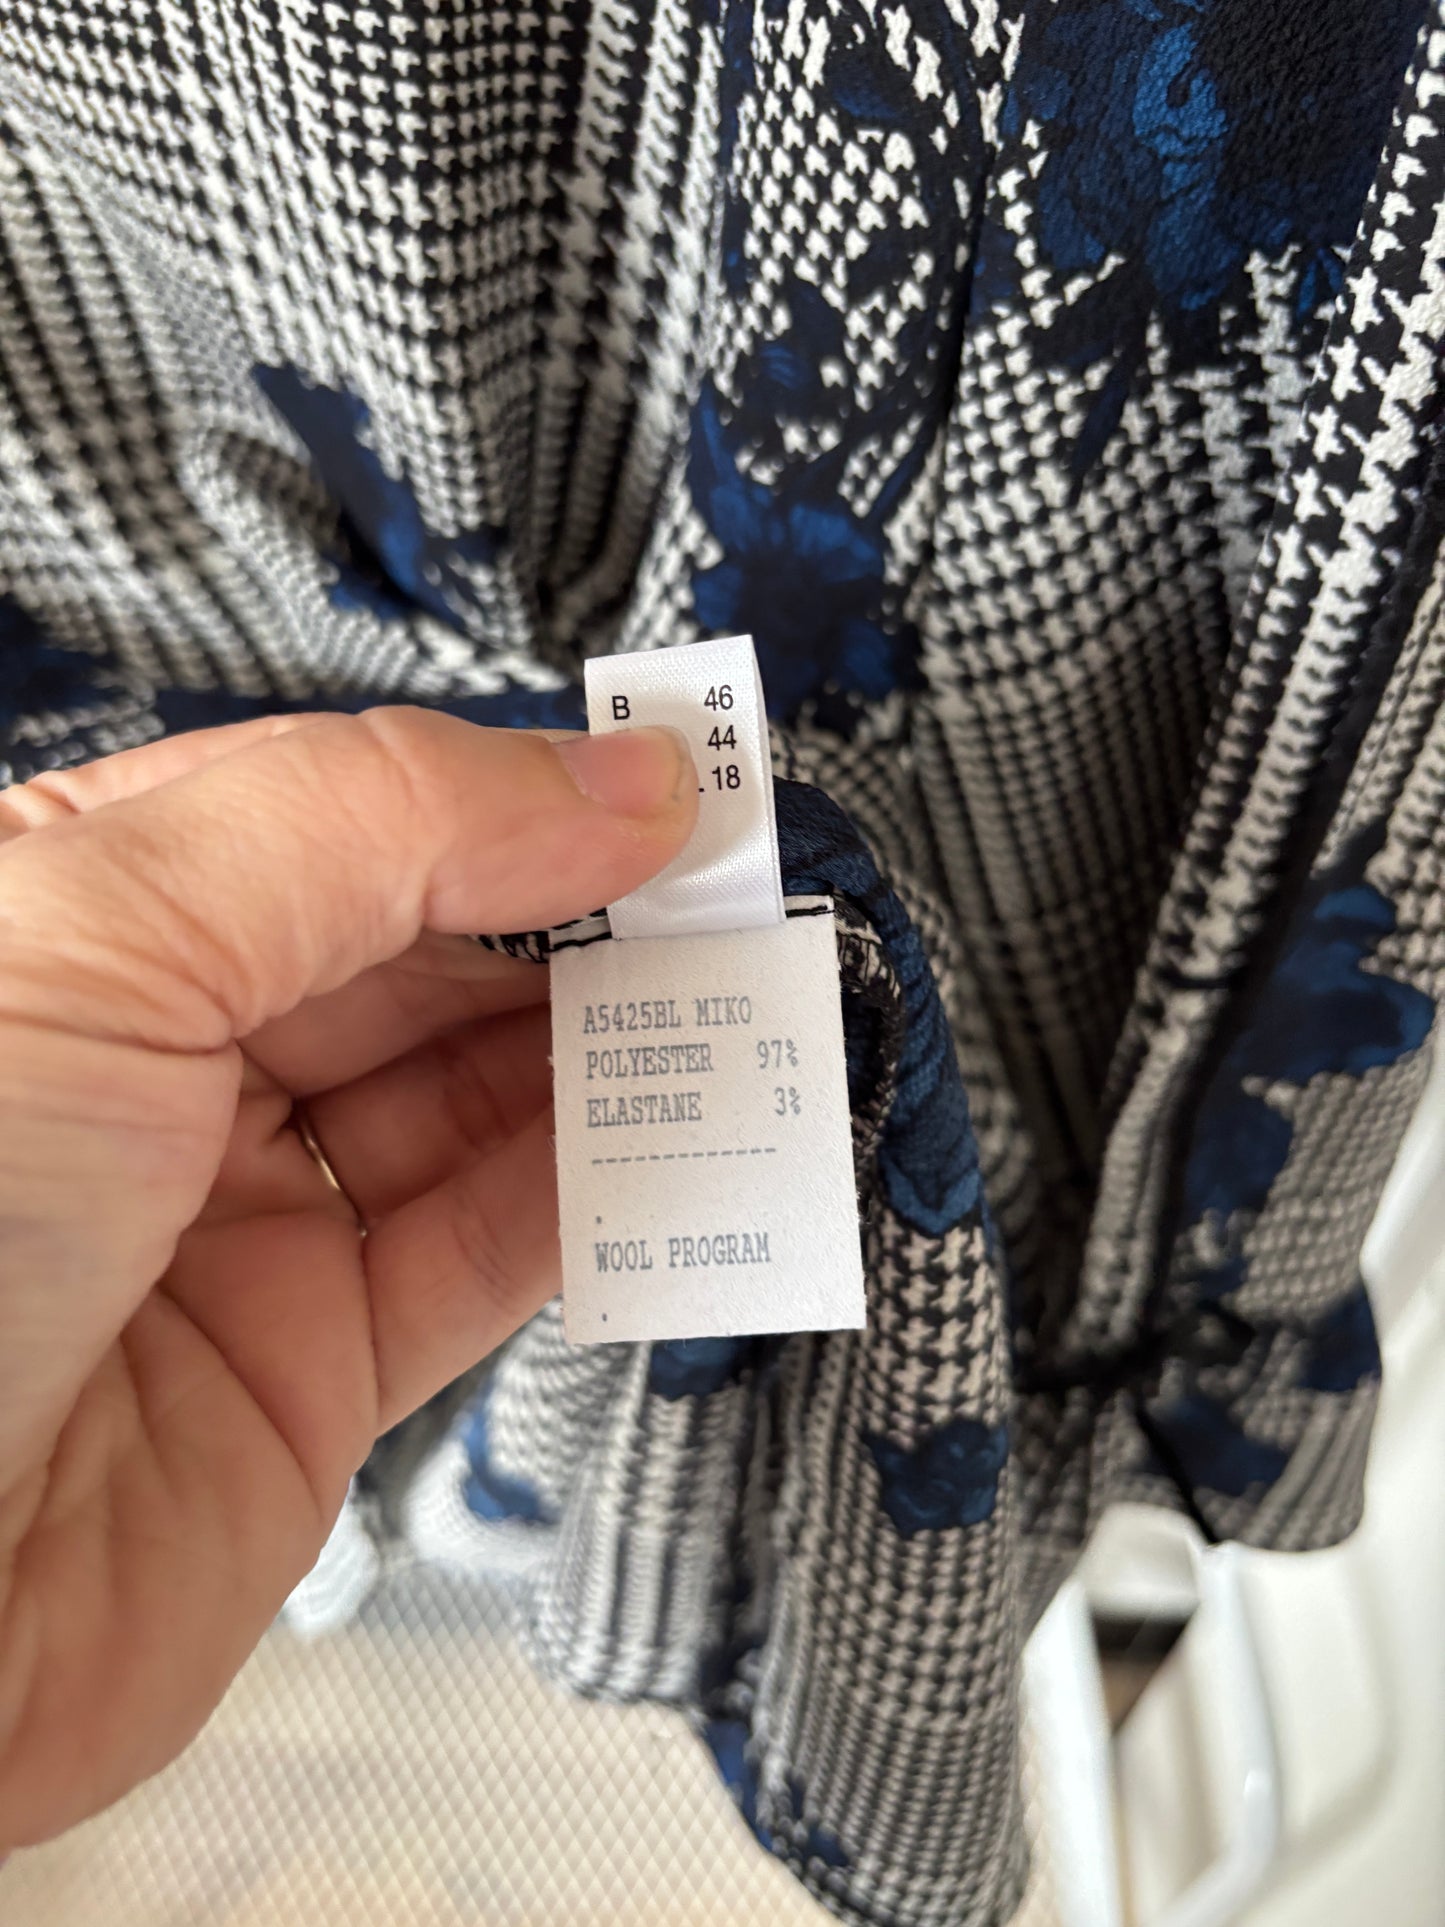 B 46
44
. 18
A5425BL MIKO
POLYESTER 97%
ELASTANE 3%
-------------
.
WOOL PROGRAM
.